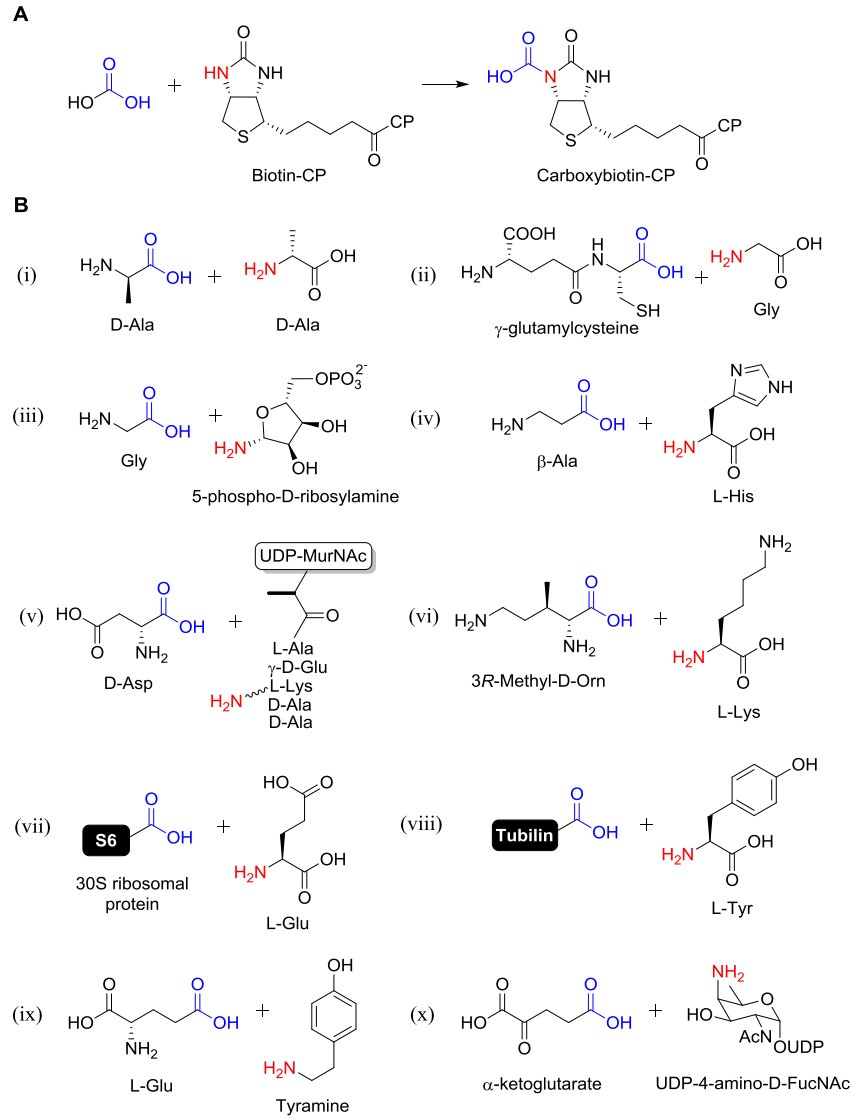 A
O
HO OH
+
O
HN NH
S
CP
O
Biotin-CP
O
HO
O
N NH
S
CP
O
Carboxybiotin-CP
B
(i)
H2N
O
OH
D-Ala
+
H2N
OH
O
D-Ala
(ii)
COOH
H2N
O
H
N
O
OH
SH
γ-glutamylcysteine
+
H2N
OH
O
Gly
(iii)
H2N
O
OH
Gly
+
OPO3 2-
O
OH
H2N
OH
5-phospho-D-ribosylamine
(iv)
H2N
O
OH
β-Ala
+
N
NH
H2N
OH
O
L-His
(v)
HO
O
O
OH
NH2
D-Asp
+
UDP-MurNAc
O
L-Ala
γ-D-Glu
H2N L-Lys
D-Ala
D-Ala
(vi)
H2N
O
OH
NH2
3R-Methyl-D-Orn
+
NH2
H2N
OH
O
L-Lys
(vii)
S6
O
OH
30S ribosomal
protein
+
HO O
H2N
OH
O
L-Glu
(viii)
Tubilin
O
OH
+
OH
H2N
OH
O
L-Tyr
(ix)
O
HO
NH2
O
OH
L-Glu
+
OH
H2N
Tyramine
(x)
O
HO
O
O
OH
α-ketoglutarate
+
NH2
O
HO
AcN
H
OUDP
UDP-4-amino-D-FucNAc